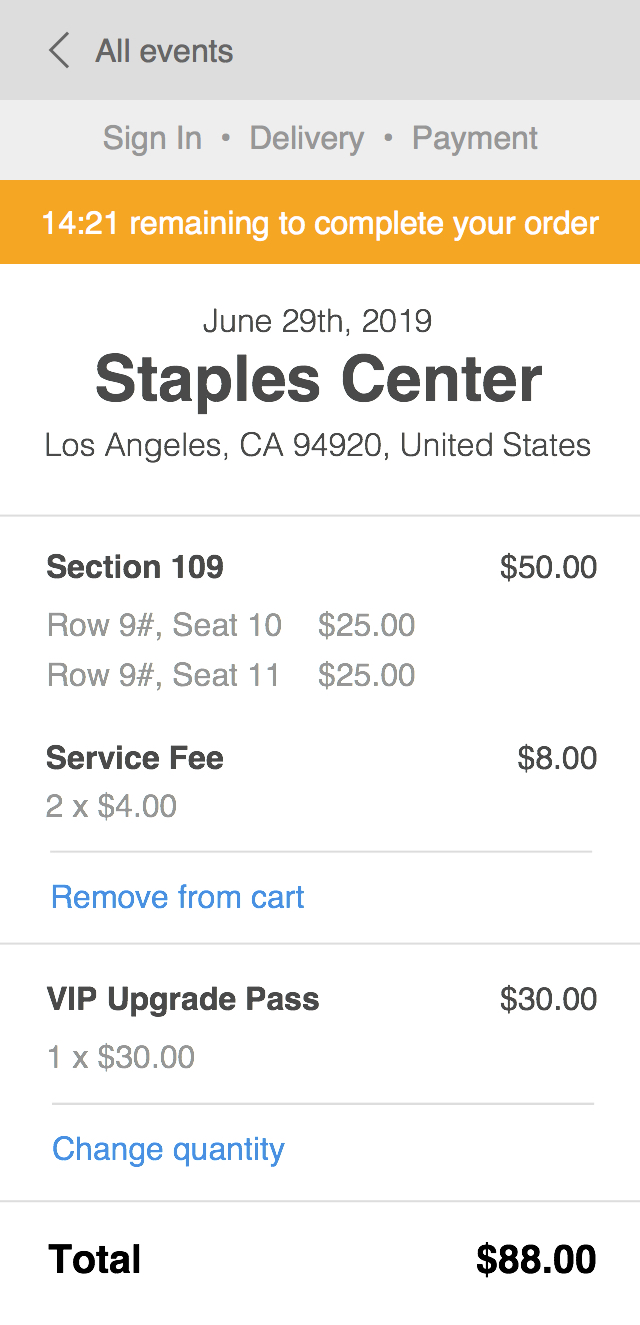 All events
Sign In • Delivery • Payment
14:21 remaining to complete your order
June 29th, 2019
Staples Center
Los Angeles, CA 94920, United States
Section 109 $50.00
Row 9#, Seat 10 $25.00
Row 9#, Seat 11 $25.00
Service Fee $8.00
2 x $4.00
Remove from cart
VIP Upgrade Pass $30.00
1 x $30.00
Change quantity
Total $88.00